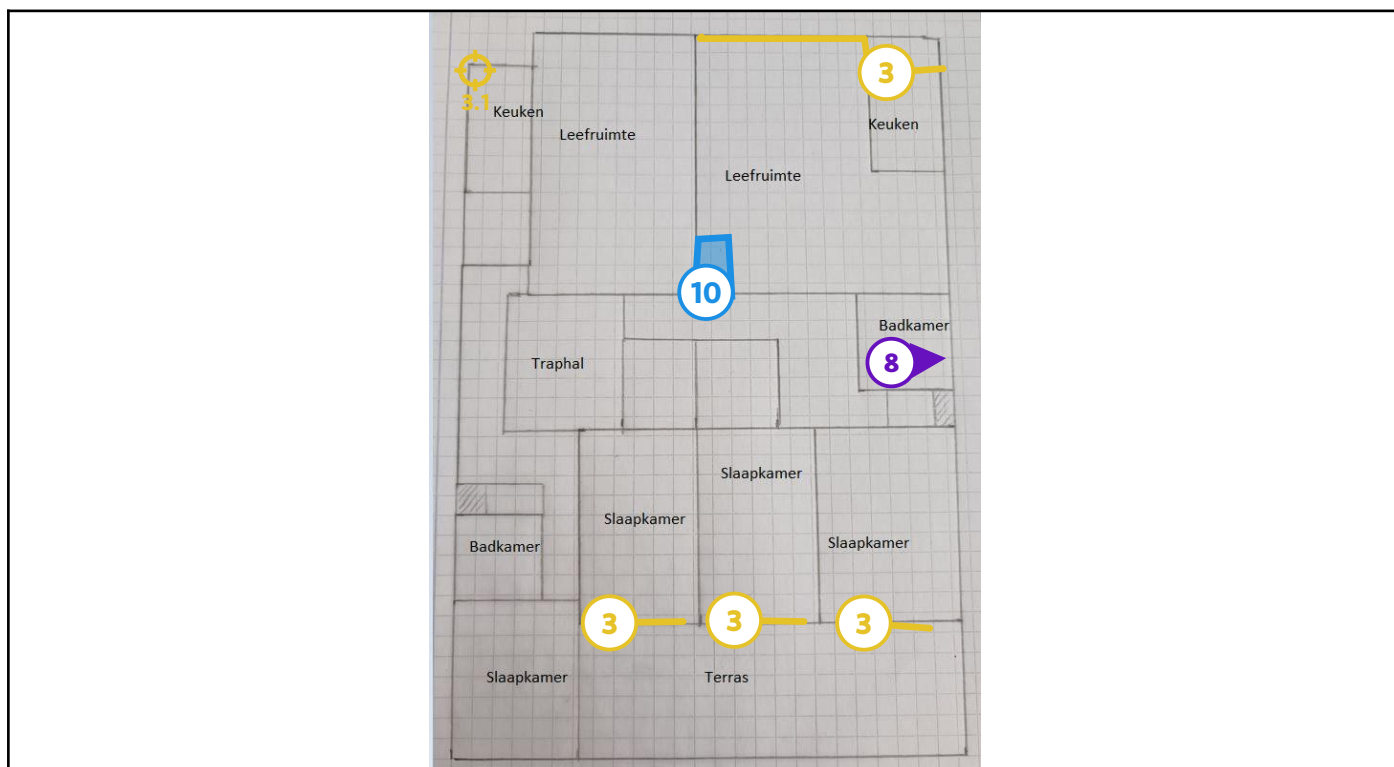 3
3.1
Keuken
Keuken
Leefruimte
Leefruimte
10
Badkamer
8
Traphal
Slaapkamer
Slaapkamer
Slaapkamer
Badkamer
3
3
3
Slaapkamer
Terras